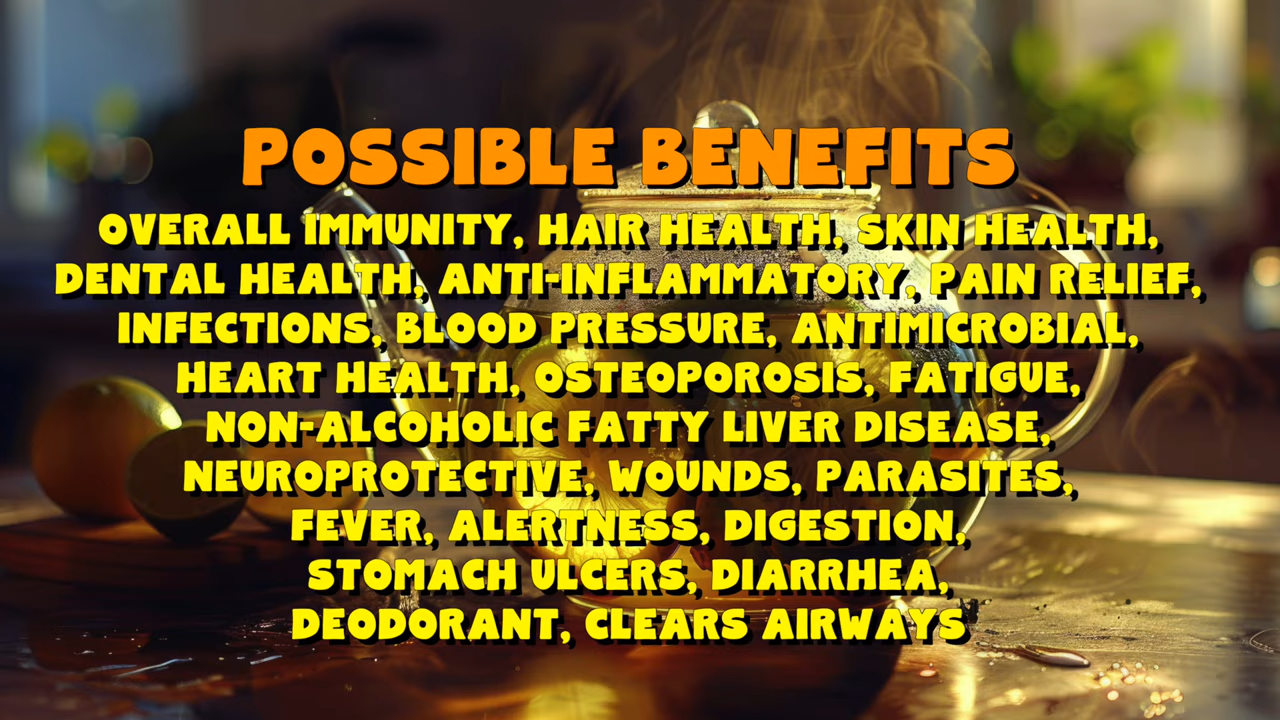 POSSIBLE BENEFITS
OVERALL IMMUNITY, HAIR HEALTH, SKIN HEALTH,
DENTAL HEALTH, ANTI-INFLAMMATORY, PAIN RELIEF,
INFECTIONS, BLOOD PRESSURE, ANTIMICROBIAL,
HEART HEALTH, OSTEOPOROSIS, FATIGUE,
NON-ALCOHOLIC FATTY LIVER DISEASE,
NEUROPROTECTIVE, WOUNDS, PARASITES,
FEVER, ALERTNESS, DIGESTION,
STOMACH ULCERS, DIARRHEA,
DEODORANT, CLEARS AIRWAYS